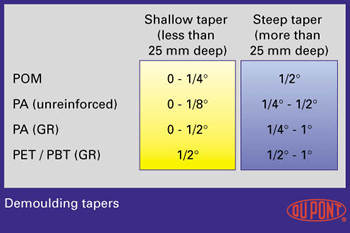 Shallow taper Steep taper
(less than (more than
25 mm deep) 25 mm deep)
POM 0 - 1/4° 1/2°
PA (unreinforced) 0 - 1/8° 1/4° - 1/2°
PA (GR) 0 - 1/2° 1/4° - 1°
PET / PBT (GR) 1/2° 1/2° - 1°
Demoulding tapers
DU PONT